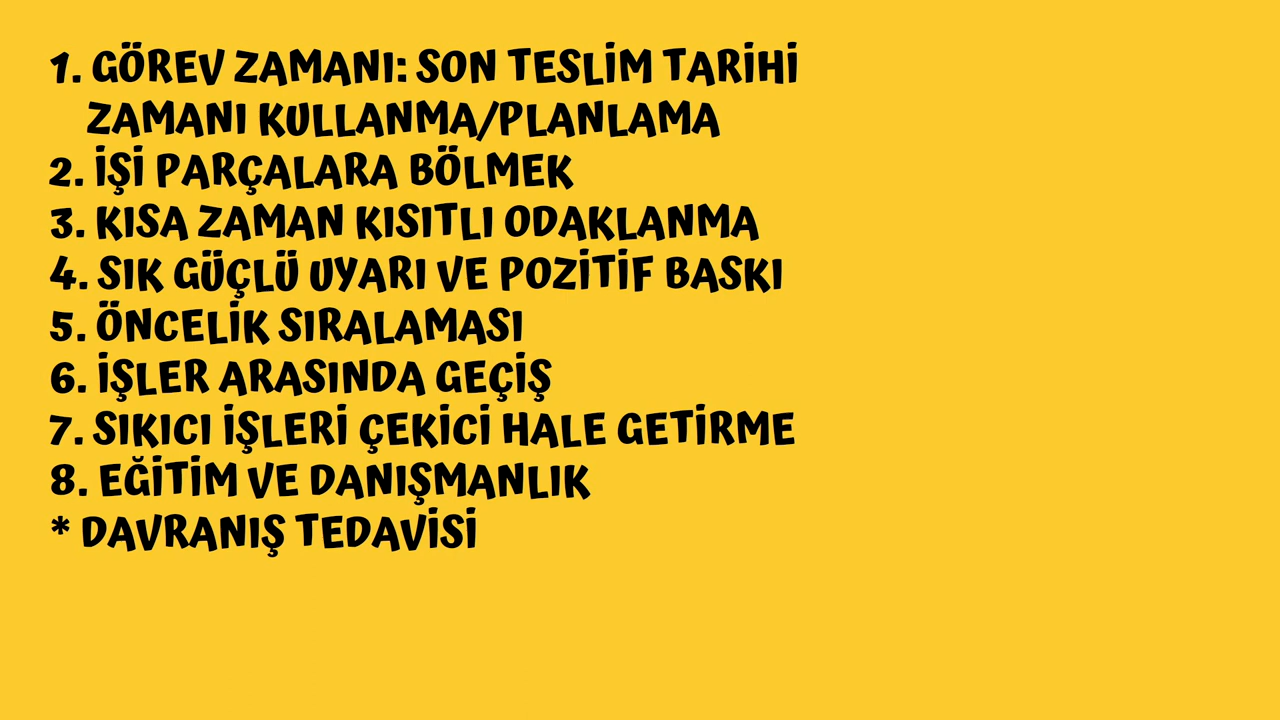 1. GÖREV ZAMANI: SON TESLİM TARİHİ
ZAMANI KULLANMA/PLANLAMA
2. İŞİ PARÇALARA BÖLMEK
3. KISA ZAMAN KISITLI ODAKLANMA
4. SIK GÜÇLÜ UYARI VE POZİTİF BASKI
5. ÖNCELİK SIRALAMASI
6. İŞLER ARASINDA GEÇİŞ
7. SIKICI İŞLERİ ÇEKİCİ HALE GETİRME
8. EĞİTİM VE DANIŞMANLIK
* DAVRANIŞ TEDAVİSİ